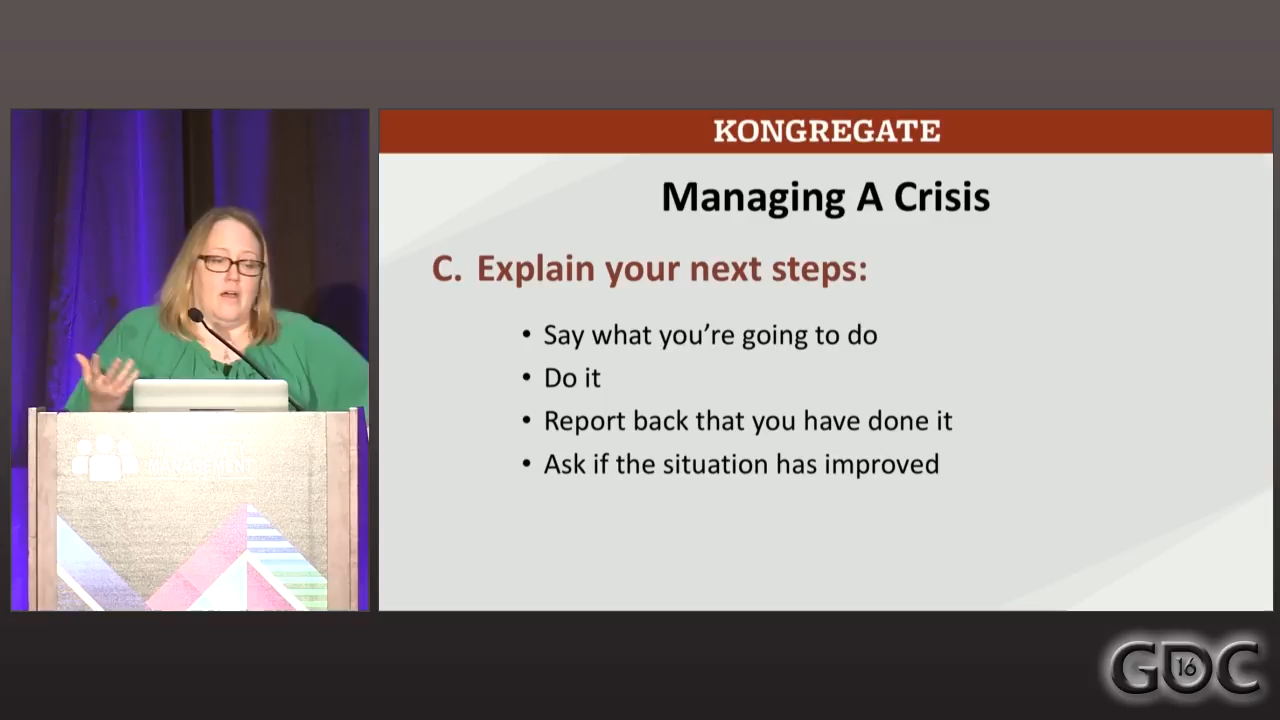 KONGREGATE
Managing A Crisis
C. Explain your next steps:
• Say what you're going to do
• Do it
• Report back that you have done it
• Ask if the situation has improved
MANAGEMENT
GDC 16